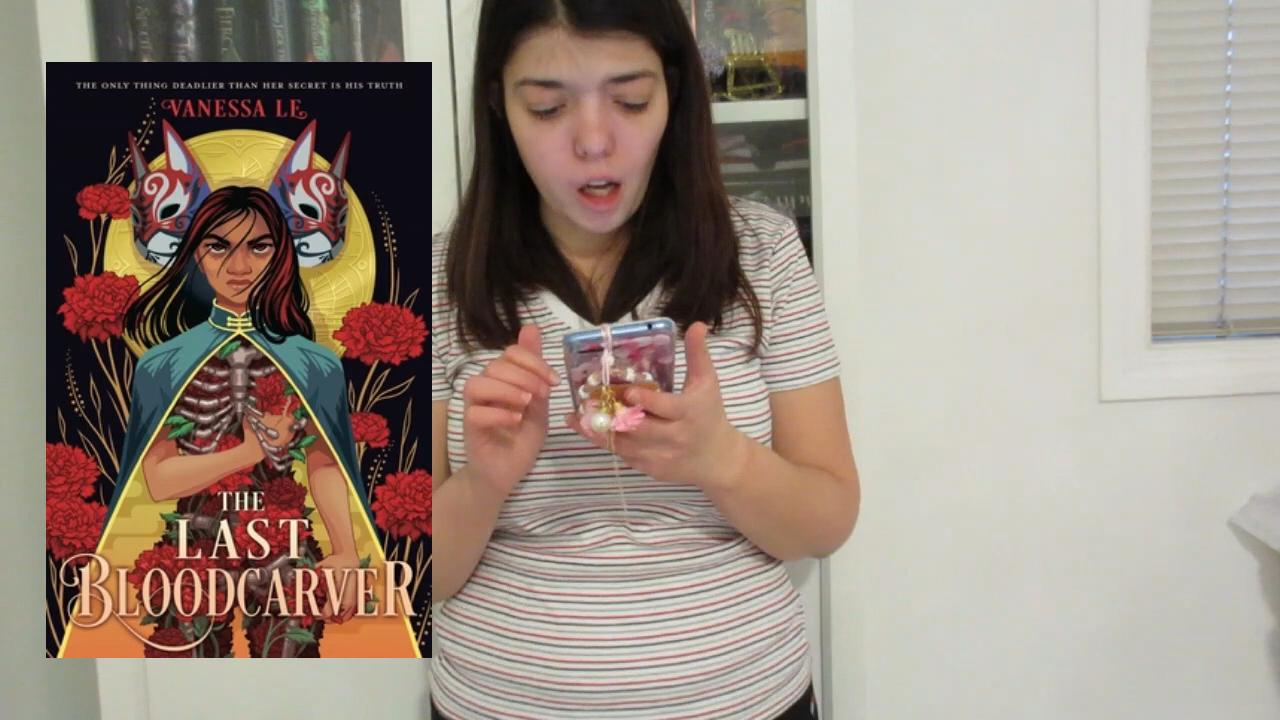 THE ONLY THING DEADLIER THAN HER SECRET IS HIS TRUTH
VANESSA LE
THE
LAST
BLOODCARVER